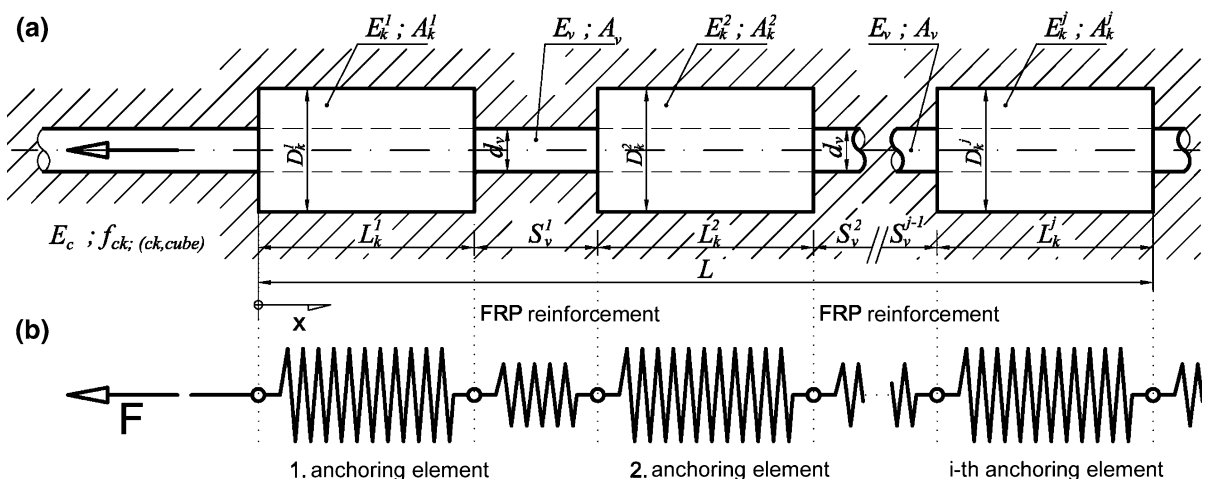 (a)
E_k^1 ; A_k^1
E_v ; A_v
E_k^2 ; A_k^2
E_v ; A_v
E_k^j ; A_k^j
D_k^1
d_v
D_k^2
d_v
D_k^j
E_c ; f_ck; (ck,cube)
L_k^1
S_v^1
L_k^2
S_v^2
S_v^j-1
L_k^j
L
x
FRP reinforcement
FRP reinforcement
(b)
F
1. anchoring element
2. anchoring element
i-th anchoring element